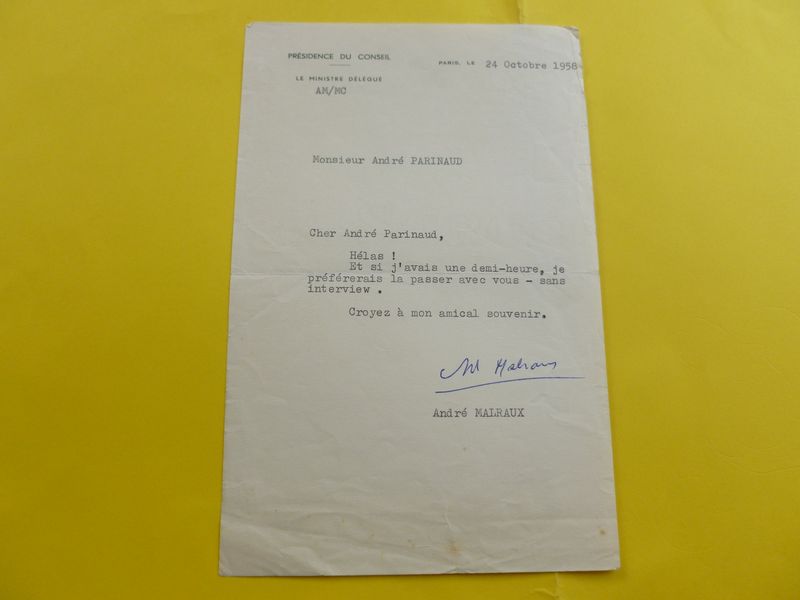 PRÉSIDENCE DU CONSEIL
PARIS, LE 24 Octobre 1958
LE MINISTRE DÉLÉGUÉ
AM/MC
Monsieur André PARINAUD
Cher André Parinaud,
Hélas !
Et si j'avais une demi-heure, je
préférerais la passer avec vous - sans
interview .
Croyez à mon amical souvenir.
Malraux
André MALRAUX